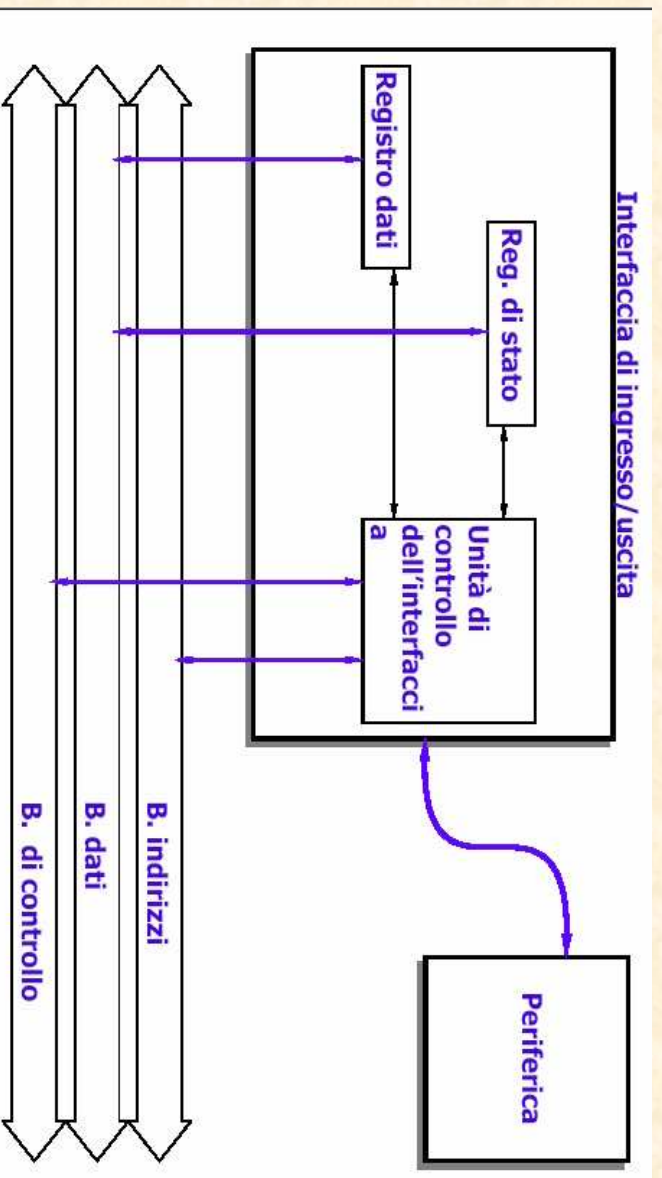 Interfaccia di ingresso/uscita
Reg. di stato
Registro dati
Unità di
controllo
dell'interfacci
a
Periferica
B. indirizzi
B. dati
B. di controllo